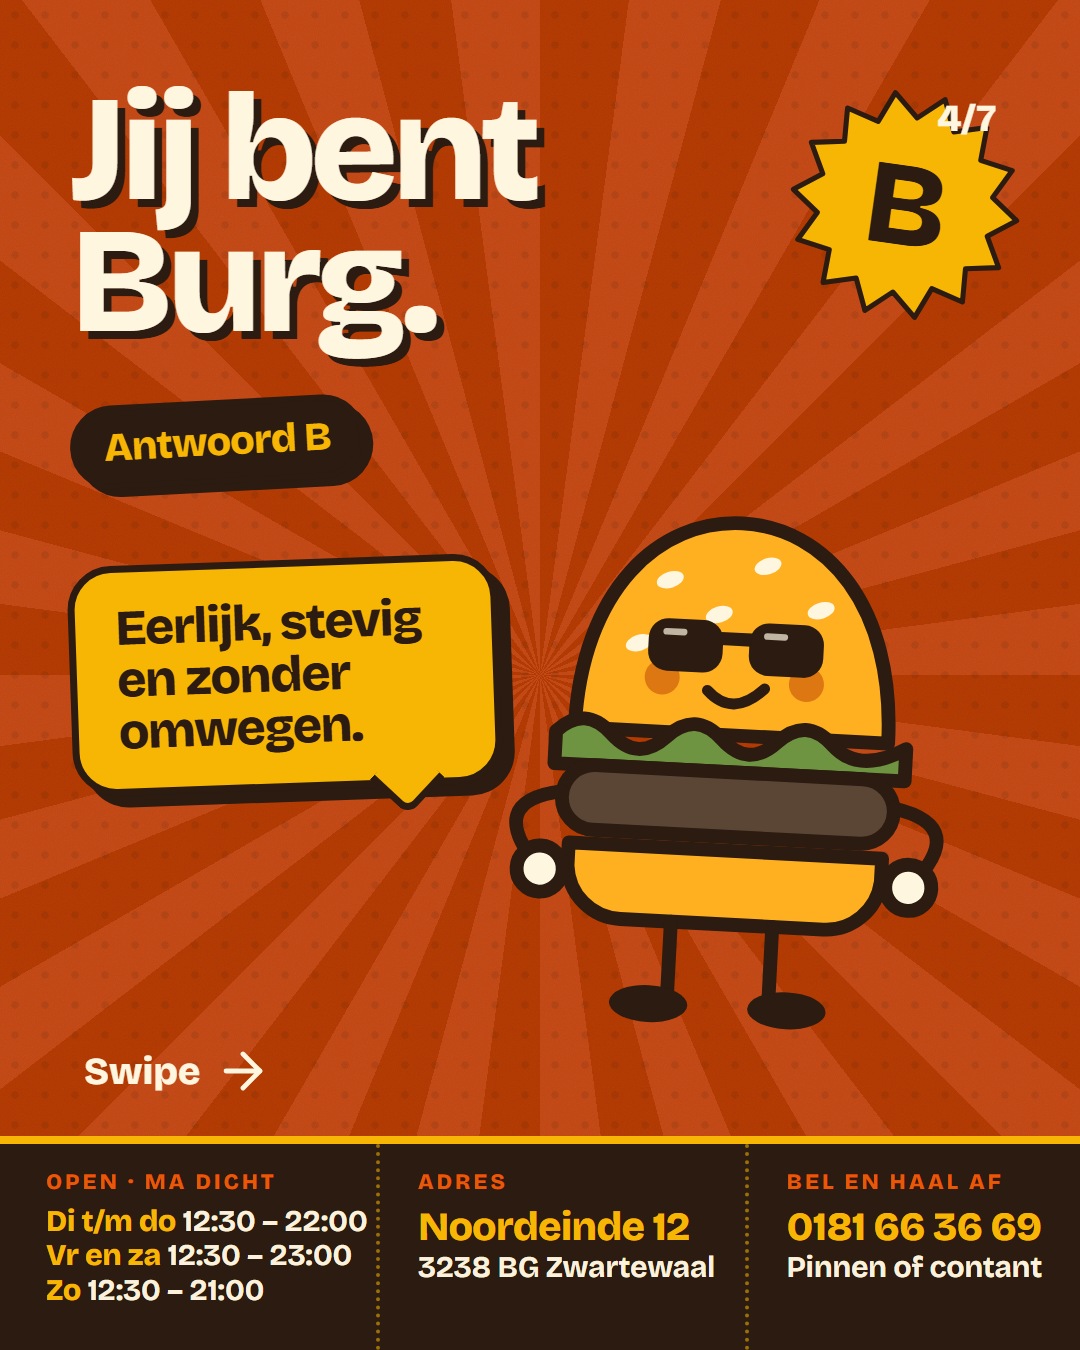 Jij bent
Burg.
4/7
B
Antwoord B
Eerlijk, stevig
en zonder
omwegen.
Swipe
OPEN · MA DICHT
Di t/m do 12:30 – 22:00
Vr en za 12:30 – 23:00
Zo 12:30 – 21:00
ADRES
Noordeinde 12
3238 BG Zwartewaal
BEL EN HAAL AF
0181 66 36 69
Pinnen of contant